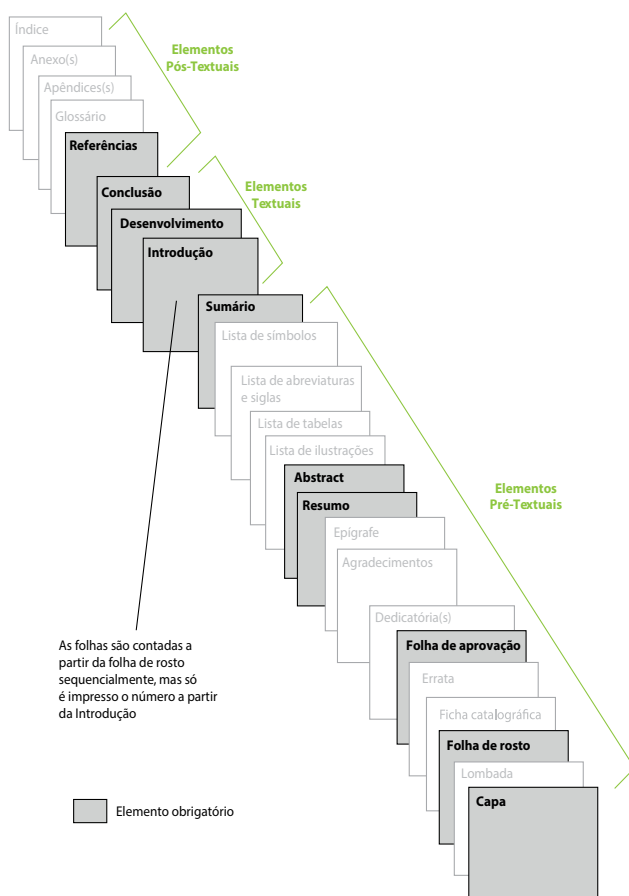 Índice
Anexo(s)
Apêndices(s)
Glossário
Referências
Elementos
Pós-Textuais
Conclusão
Desenvolvimento
Introdução
Elementos
Textuais
Sumário
Lista de símbolos
Lista de abreviaturas
e siglas
Lista de tabelas
Lista de ilustrações
Abstract
Resumo
Epígrafe
Agradecimentos
Dedicatória(s)
Folha de aprovação
Errata
Ficha catalográfica
Folha de rosto
Lombada
Capa
Elementos
Pré-Textuais
As folhas são contadas a
partir da folha de rosto
sequencialmente, mas só
é impresso o número a partir
da Introdução
Elemento obrigatório